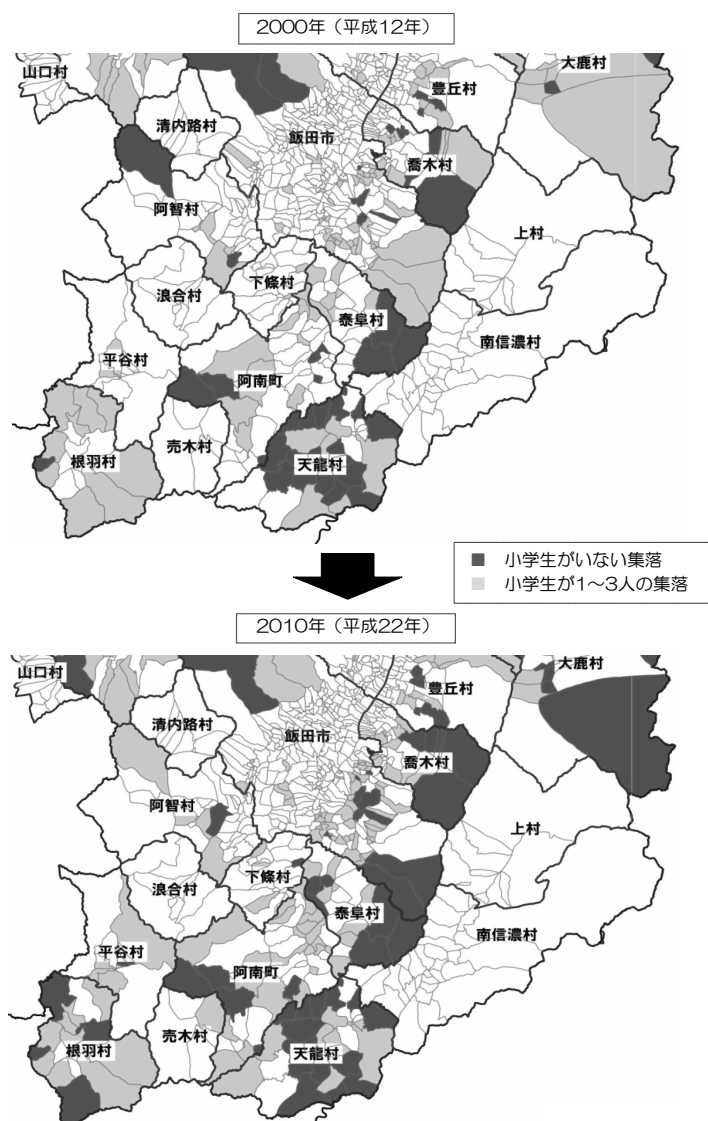 2000年（平成12年）
山口村
大鹿村
豊丘村
清内路村
飯田市
喬木村
阿智村
上村
下條村
浪合村
泰阜村
南信濃村
平谷村
阿南町
売木村
根羽村
天龍村
■ 小学生がいない集落
■ 小学生が1～3人の集落
2010年（平成22年）
山口村
大鹿村
豊丘村
清内路村
飯田市
喬木村
阿智村
上村
下條村
浪合村
泰阜村
南信濃村
平谷村
阿南町
売木村
根羽村
天龍村